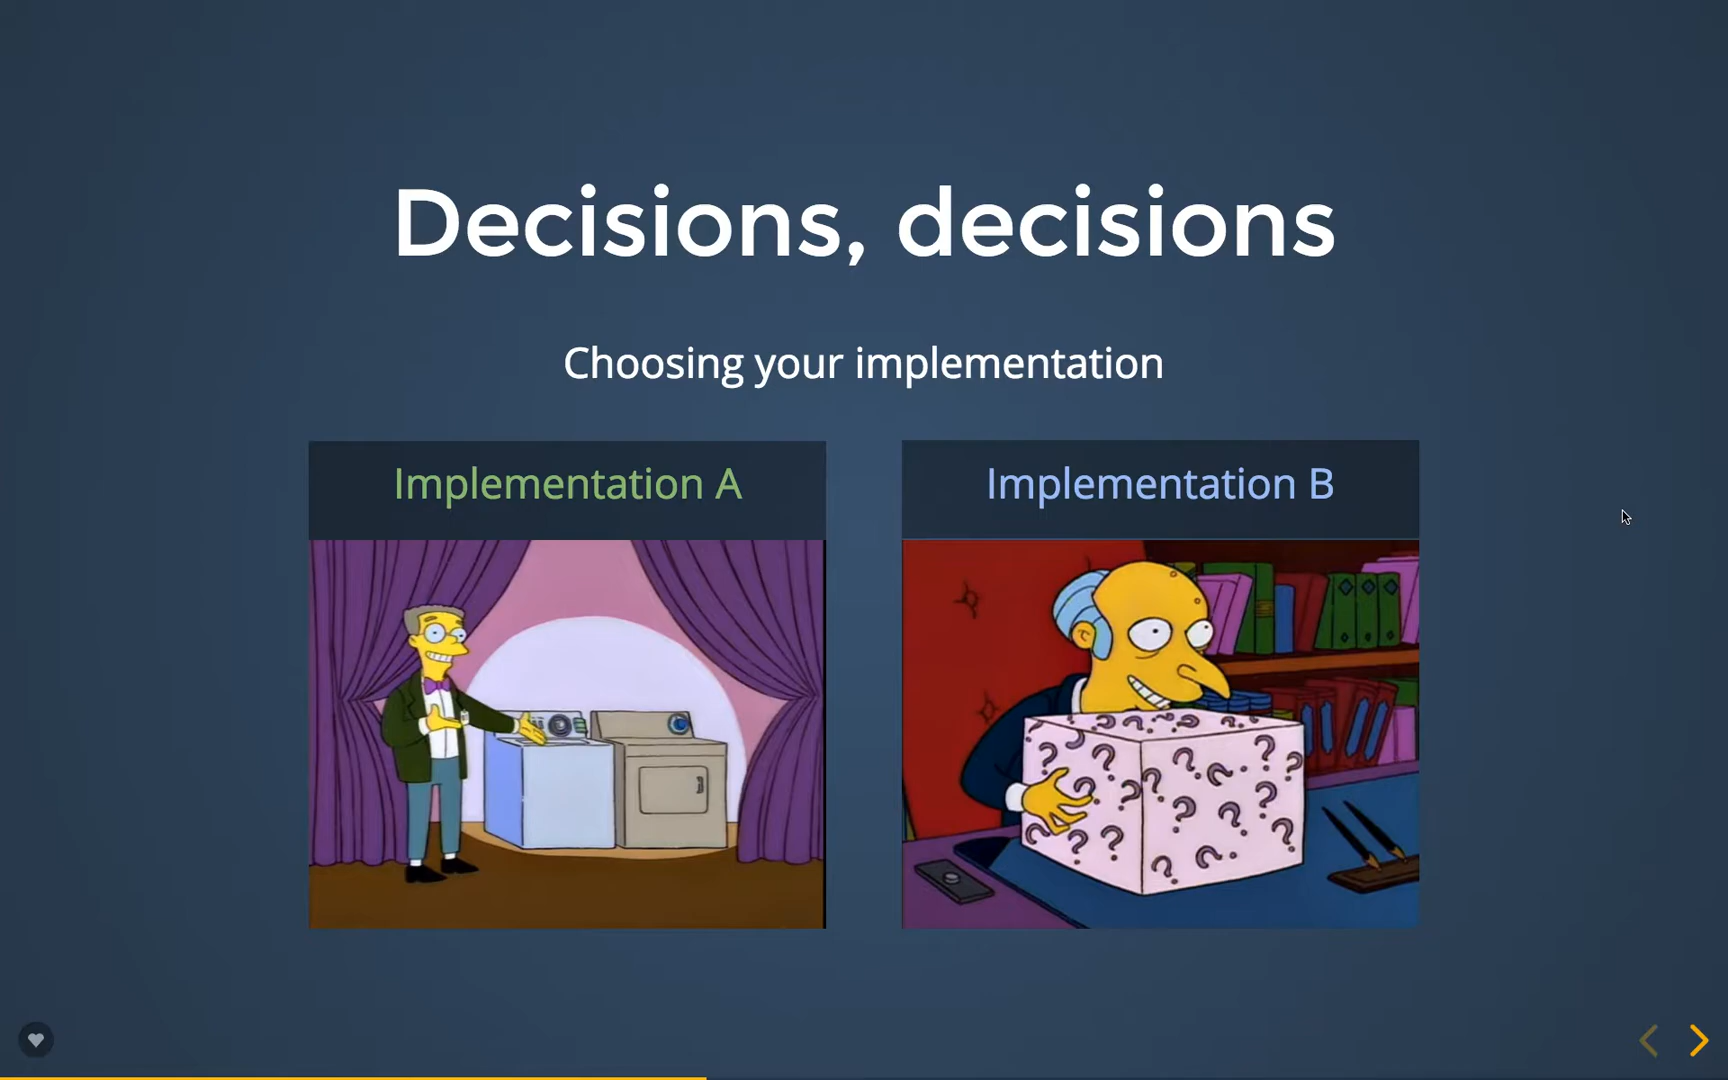 Decisions, decisions
Choosing your implementation
Implementation A
Implementation B